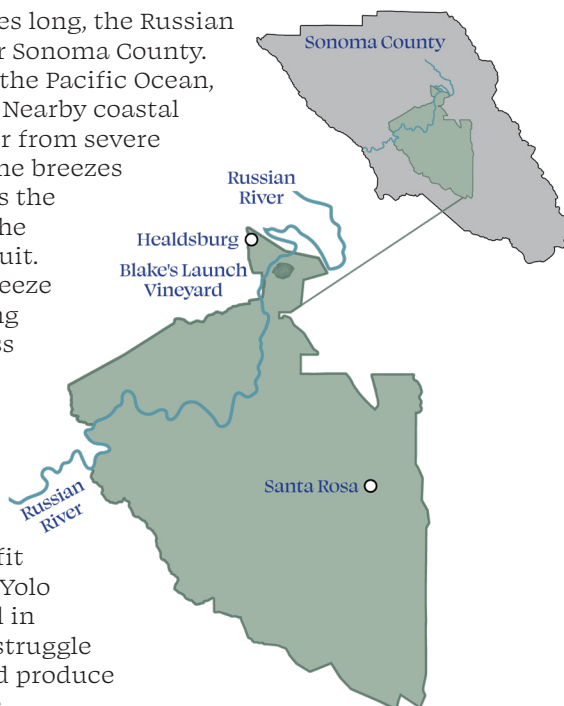 es long, the Russian
r Sonoma County.
the Pacific Ocean,
Nearby coastal
r from severe
ne breezes
s the
he
uit.
eeze
ng
ss
fit
Yolo
l in
struggle
d produce
Sonoma County
Russian
River
Healdsburg
Blake's Launch
Vineyard
Santa Rosa
Russian
River